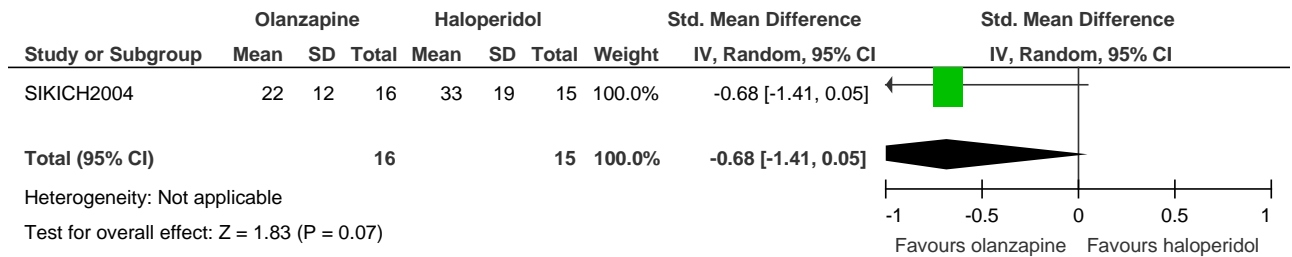 Olanzapine Haloperidol Std. Mean Difference Std. Mean Difference
Study or Subgroup Mean SD Total Mean SD Total Weight IV, Random, 95% CI IV, Random, 95% CI
SIKICH2004 22 12 16 33 19 15 100.0% -0.68 [-1.41, 0.05]
Total (95% CI) 16 15 100.0% -0.68 [-1.41, 0.05]
Heterogeneity: Not applicable
Test for overall effect: Z = 1.83 (P = 0.07)
-1 -0.5 0 0.5 1
Favours olanzapine Favours haloperidol